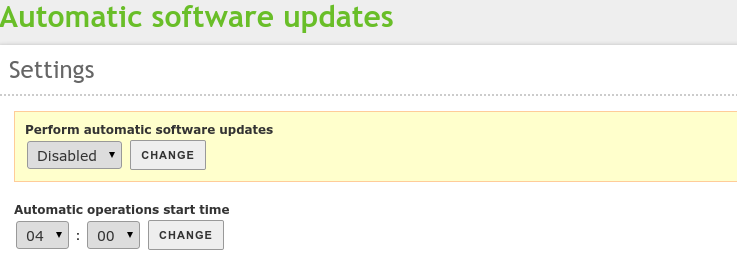 Automatic software updates
Settings
Perform automatic software updates
Disabled CHANGE
Automatic operations start time
04 : 00 CHANGE